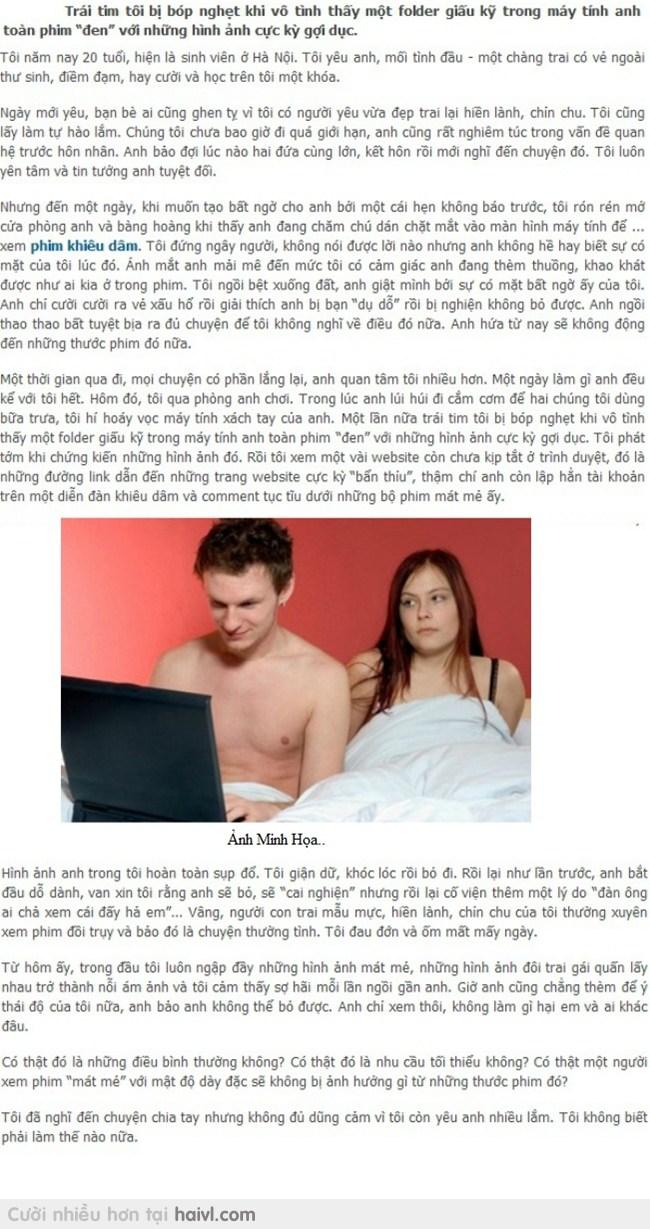 Trái tim tôi bị bóp nghẹt khi vô tình thấy một folder giấu kỹ trong máy tính anh
toàn phim “đen” với những hình ảnh cực kỳ gợi dục.
Tôi năm nay 20 tuổi, hiện là sinh viên ở Hà Nội. Tôi yêu anh, mối tình đầu - một chàng trai có vẻ ngoài
thư sinh, điềm đạm, hay cười và học trên tôi một khóa.
Ngày mới yêu, bạn bè ai cũng ghen tỵ vì tôi có người yêu vừa đẹp trai lại hiền lành, chỉn chu. Tôi cũng
lấy làm tự hào lắm. Chúng tôi chưa bao giờ đi quá giới hạn, anh cũng rất nghiêm túc trong vấn đề quan
hệ trước hôn nhân. Anh bảo đợi lúc nào hai đứa cùng lớn, kết hôn rồi mới nghĩ đến chuyện đó. Tôi luôn
yên tâm và tin tưởng anh tuyệt đối.
Nhưng đến một ngày, khi muốn tạo bất ngờ cho anh bởi một cái hẹn không báo trước, tôi rón rén mở
cửa phòng anh và bàng hoàng khi thấy anh đang chăm chú dán chặt mắt vào màn hình máy tính để ...
xem phim khiêu dâm. Tôi đứng ngây người, không nói được lời nào nhưng anh không hề hay biết sự có
mặt của tôi lúc đó. Ánh mắt anh mải mê đến mức tôi có cảm giác anh đang thèm thuồng, khao khát
được như ai kia ở trong phim. Tôi ngồi bệt xuống đất, anh giật mình bởi sự có mặt bất ngờ ấy của tôi.
Anh chỉ cười cười ra vẻ xấu hổ rồi giải thích anh bị bạn “dụ dỗ” rồi bị nghiện không bỏ được. Anh ngồi
thao thao bất tuyệt bịa ra đủ chuyện để tôi không nghĩ về điều đó nữa. Anh hứa từ nay sẽ không động
đến những thước phim đó nữa.
Một thời gian qua đi, mọi chuyện có phần lắng lại, anh quan tâm tôi nhiều hơn. Một ngày làm gì anh đều
kể với tôi hết. Hôm đó, tôi qua phòng anh chơi. Trong lúc anh lúi húi đi cắm cơm để hai chúng tôi dùng
bữa trưa, tôi hí hoáy vọc máy tính xách tay của anh. Một lần nữa trái tim tôi bị bóp nghẹt khi vô tình
thấy một folder giấu kỹ trong máy tính anh toàn phim “đen” với những hình ảnh cực kỳ gợi dục. Tôi phát
tởm khi chứng kiến những hình ảnh đó. Rồi tôi xem một vài website còn chưa kịp tắt ở trình duyệt, đó là
những đường link dẫn đến những trang website cực kỳ “bẩn thỉu”, thậm chí anh còn lập hẳn tài khoản
trên một diễn đàn khiêu dâm và comment tục tĩu dưới những bộ phim mát mẻ ấy.
Ảnh Minh Họa..
Hình ảnh anh trong tôi hoàn toàn sụp đổ. Tôi giận dữ, khóc lóc rồi bỏ đi. Rồi lại như lần trước, anh bắt
đầu dỗ dành, van xin tôi rằng anh sẽ bỏ, sẽ “cai nghiện” nhưng rồi lại cố viện thêm một lý do “đàn ông
ai chả xem cái đấy hả em”... Vâng, người con trai mẫu mực, hiền lành, chỉn chu của tôi thường xuyên
xem phim đồi trụy và bảo đó là chuyện thường tình. Tôi đau đớn và ốm mất mấy ngày.
Từ hôm ấy, trong đầu tôi luôn ngập đầy những hình ảnh mát mẻ, những hình ảnh đôi trai gái quấn lấy
nhau trở thành nỗi ám ảnh và tôi cảm thấy sợ hãi mỗi lần ngồi gần anh. Giờ anh cũng chẳng thèm để ý
thái độ của tôi nữa, anh bảo anh không thể bỏ được. Anh chỉ xem thôi, không làm gì hại em và ai khác
đâu.
Có thật đó là những điều bình thường không? Có thật đó là nhu cầu tối thiểu không? Có thật một người
xem phim “mát mẻ” với mật độ dày đặc sẽ không bị ảnh hưởng gì từ những thước phim đó?
Tôi đã nghĩ đến chuyện chia tay nhưng không đủ dũng cảm vì tôi còn yêu anh nhiều lắm. Tôi không biết
phải làm thế nào nữa.
Cười nhiều hơn tại haivl.com